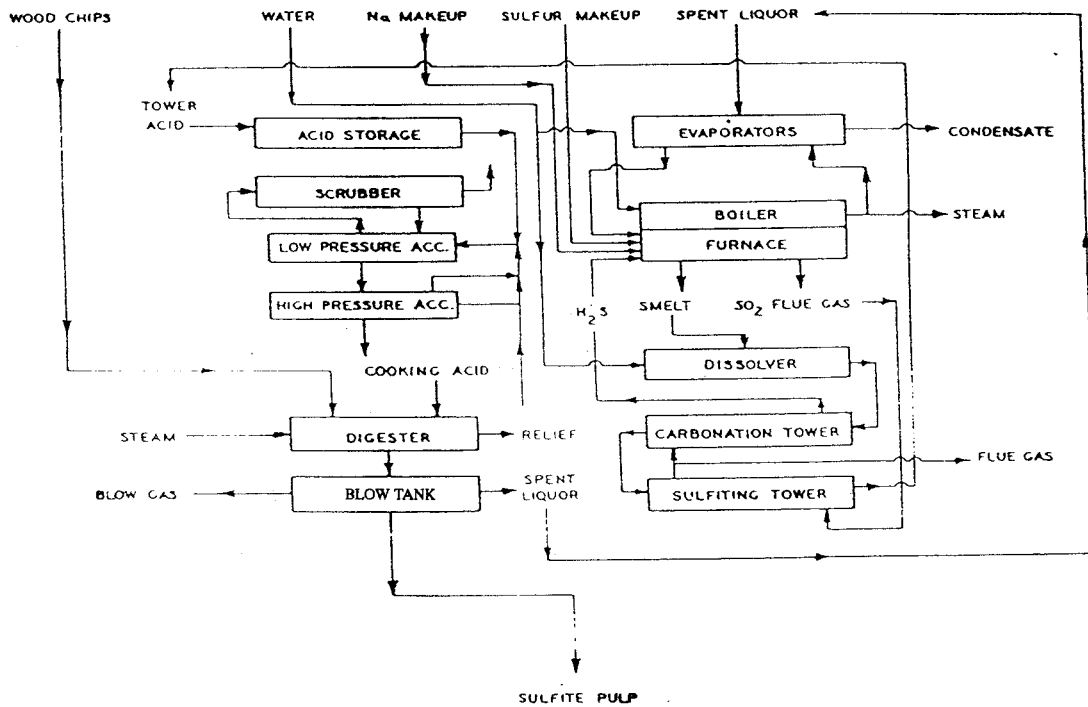 WOOD CHIPS
WATER
Na MAKEUP
SULFUR MAKEUP
SPENT LIQUOR
TOWER
ACID
ACID STORAGE
EVAPORATORS
CONDENSATE
SCRUBBER
BOILER
STEAM
LOW PRESSURE ACC.
FURNACE
HIGH PRESSURE ACC.
H2S
SMELT
SO2 FLUE GAS
COOKING ACID
DISSOLVER
STEAM
DIGESTER
RELIEF
CARBONATION TOWER
FLUE GAS
BLOW GAS
BLOW TANK
SPENT
LIQUOR
SULFITING TOWER
SULFITE PULP